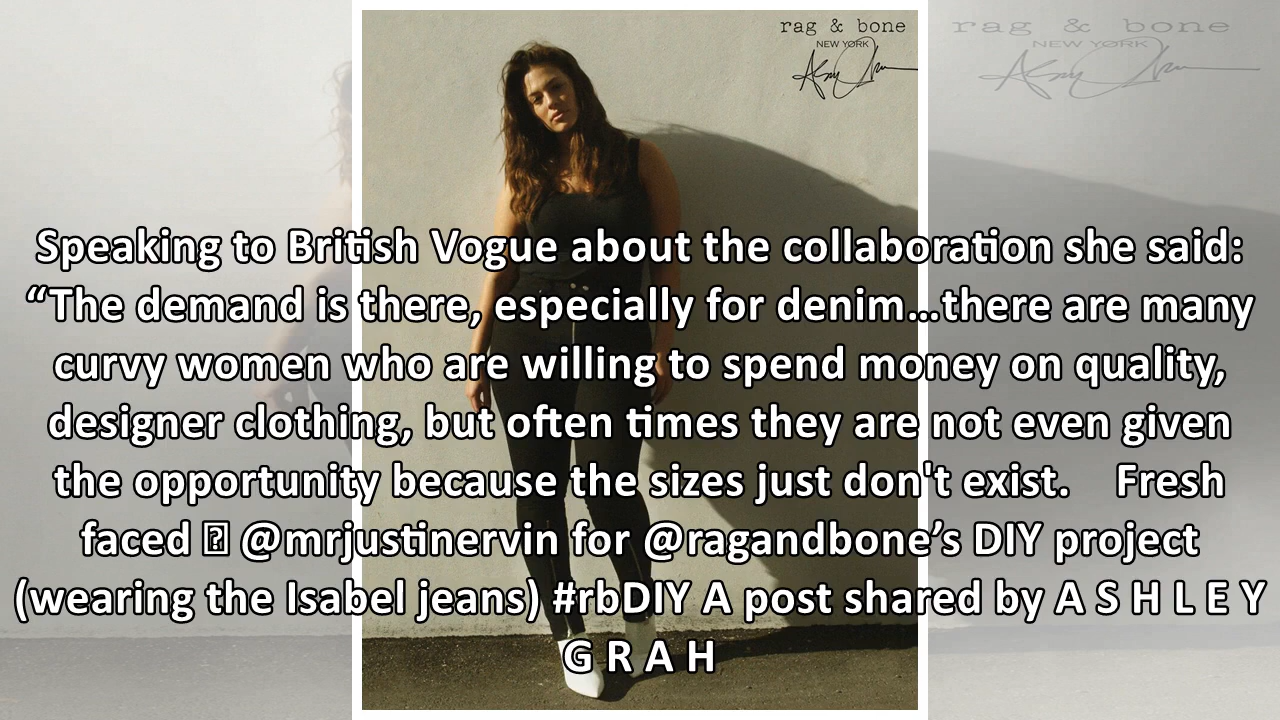 rag & bone
NEW YORK
rag & bone
NEW YORK
Speaking to British Vogue about the collaboration she said:
“The demand is there, especially for denim...there are many
curvy women who are willing to spend money on quality,
designer clothing, but often times they are not even given
the opportunity because the sizes just don't exist.    Fresh
faced @mrjustinervin for @ragandbone’s DIY project
(wearing the Isabel jeans) #rbDIY A post shared by A S H L E Y
G R A H